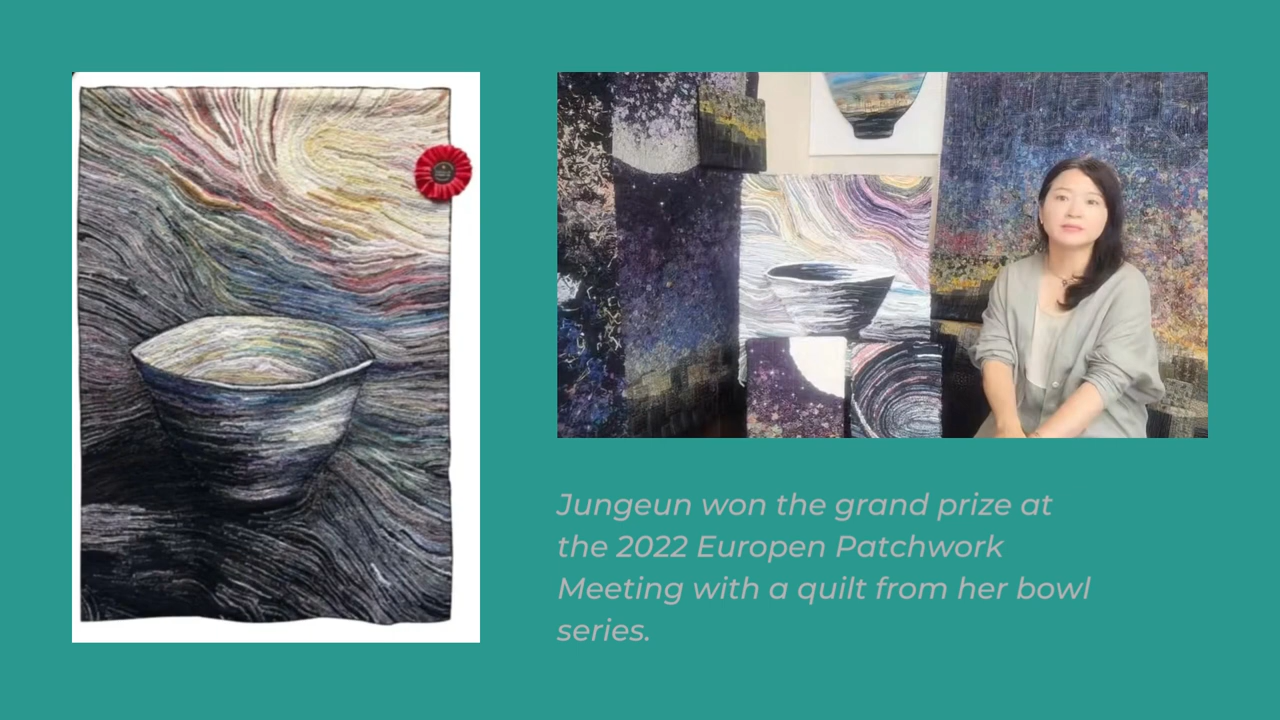 Jungeun won the grand prize at
the 2022 Europen Patchwork
Meeting with a quilt from her bowl
series.